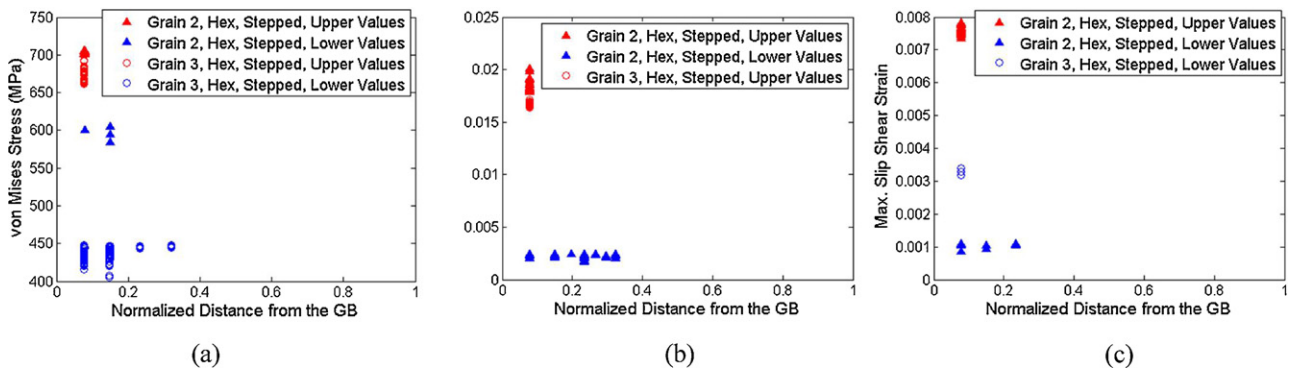 750
700
650
600
550
500
450
400
von Mises Stress (MPa)
0
0.2
0.4
0.6
0.8
1
Normalized Distance from the GB
Grain 2, Hex, Stepped, Upper Values
Grain 2, Hex, Stepped, Lower Values
Grain 3, Hex, Stepped, Upper Values
Grain 3, Hex, Stepped, Lower Values
(a)
0.025
0.02
0.015
0.01
0.005
0
0
0.2
0.4
0.6
0.8
1
Normalized Distance from the GB
Grain 2, Hex, Stepped, Upper Values
Grain 2, Hex, Stepped, Lower Values
Grain 3, Hex, Stepped, Upper Values
(b)
0.008
0.007
0.006
0.005
0.004
0.003
0.002
0.001
0
Max. Slip Shear Strain
0
0.2
0.4
0.6
0.8
1
Normalized Distance from the GB
Grain 2, Hex, Stepped, Upper Values
Grain 2, Hex, Stepped, Lower Values
Grain 3, Hex, Stepped, Lower Values
(c)